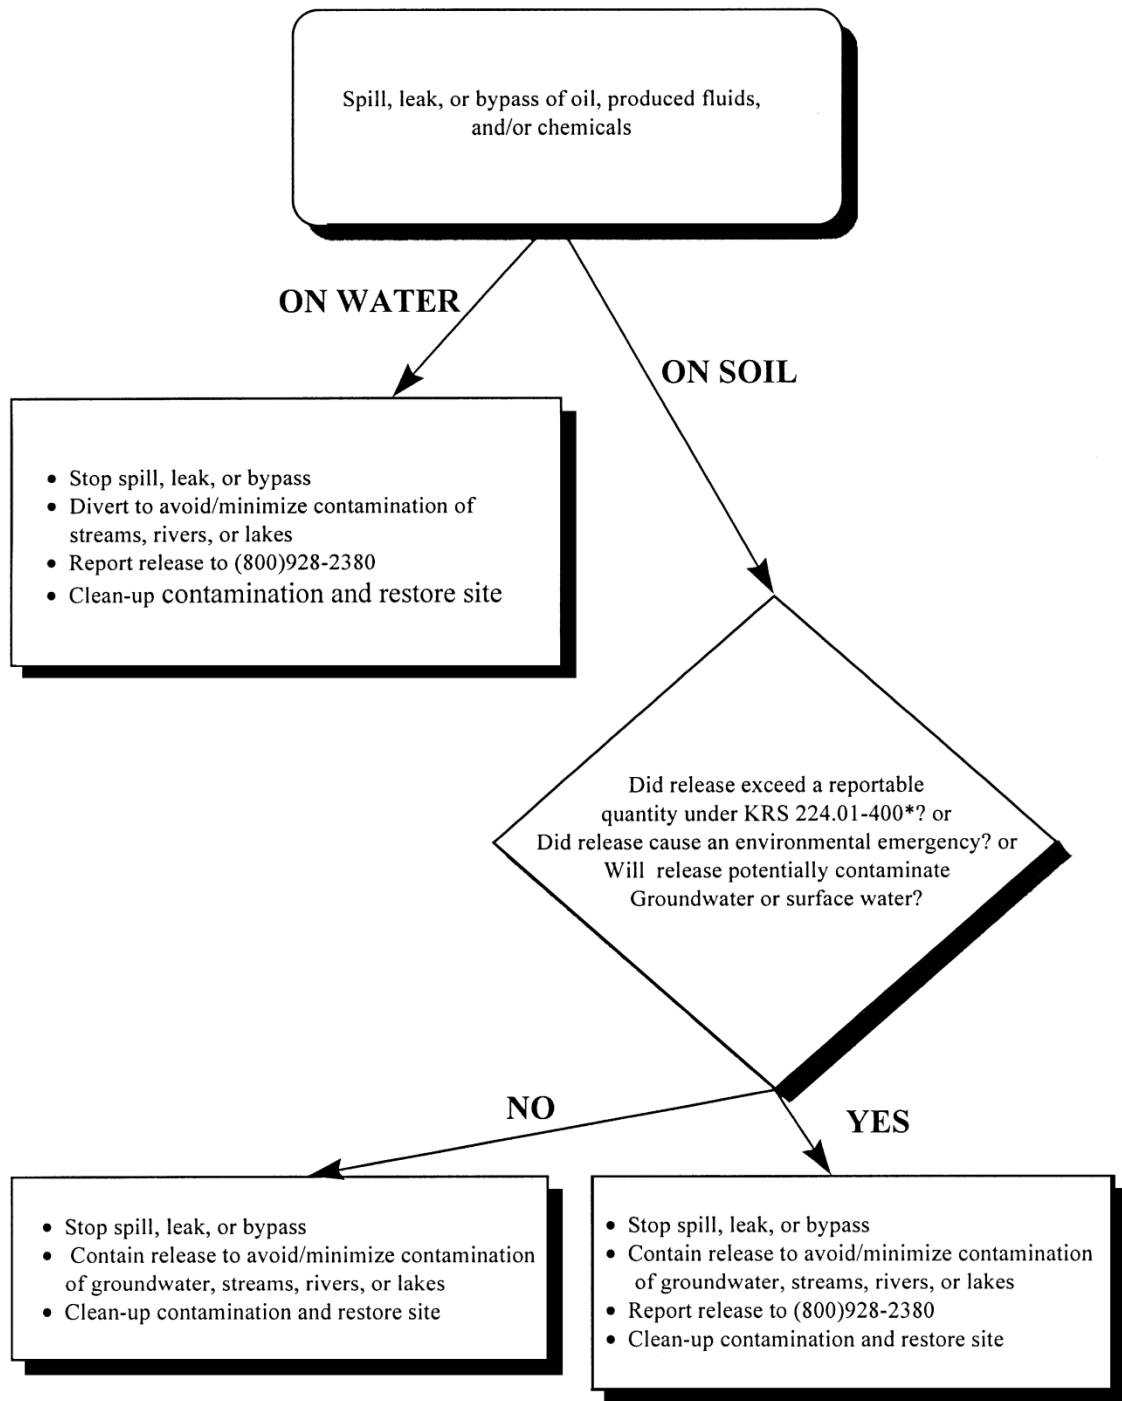 Spill, leak, or bypass of oil, produced fluids,
and/or chemicals
ON WATER
ON SOIL
• Stop spill, leak, or bypass
• Divert to avoid/minimize contamination of
streams, rivers, or lakes
• Report release to (800)928-2380
• Clean-up contamination and restore site
Did release exceed a reportable
quantity under KRS 224.01-400*? or
Did release cause an environmental emergency? or
Will release potentially contaminate
Groundwater or surface water?
NO
YES
• Stop spill, leak, or bypass
• Contain release to avoid/minimize contamination
of groundwater, streams, rivers, or lakes
• Clean-up contamination and restore site
• Stop spill, leak, or bypass
• Contain release to avoid/minimize contamination
of groundwater, streams, rivers, or lakes
• Report release to (800)928-2380
• Clean-up contamination and restore site